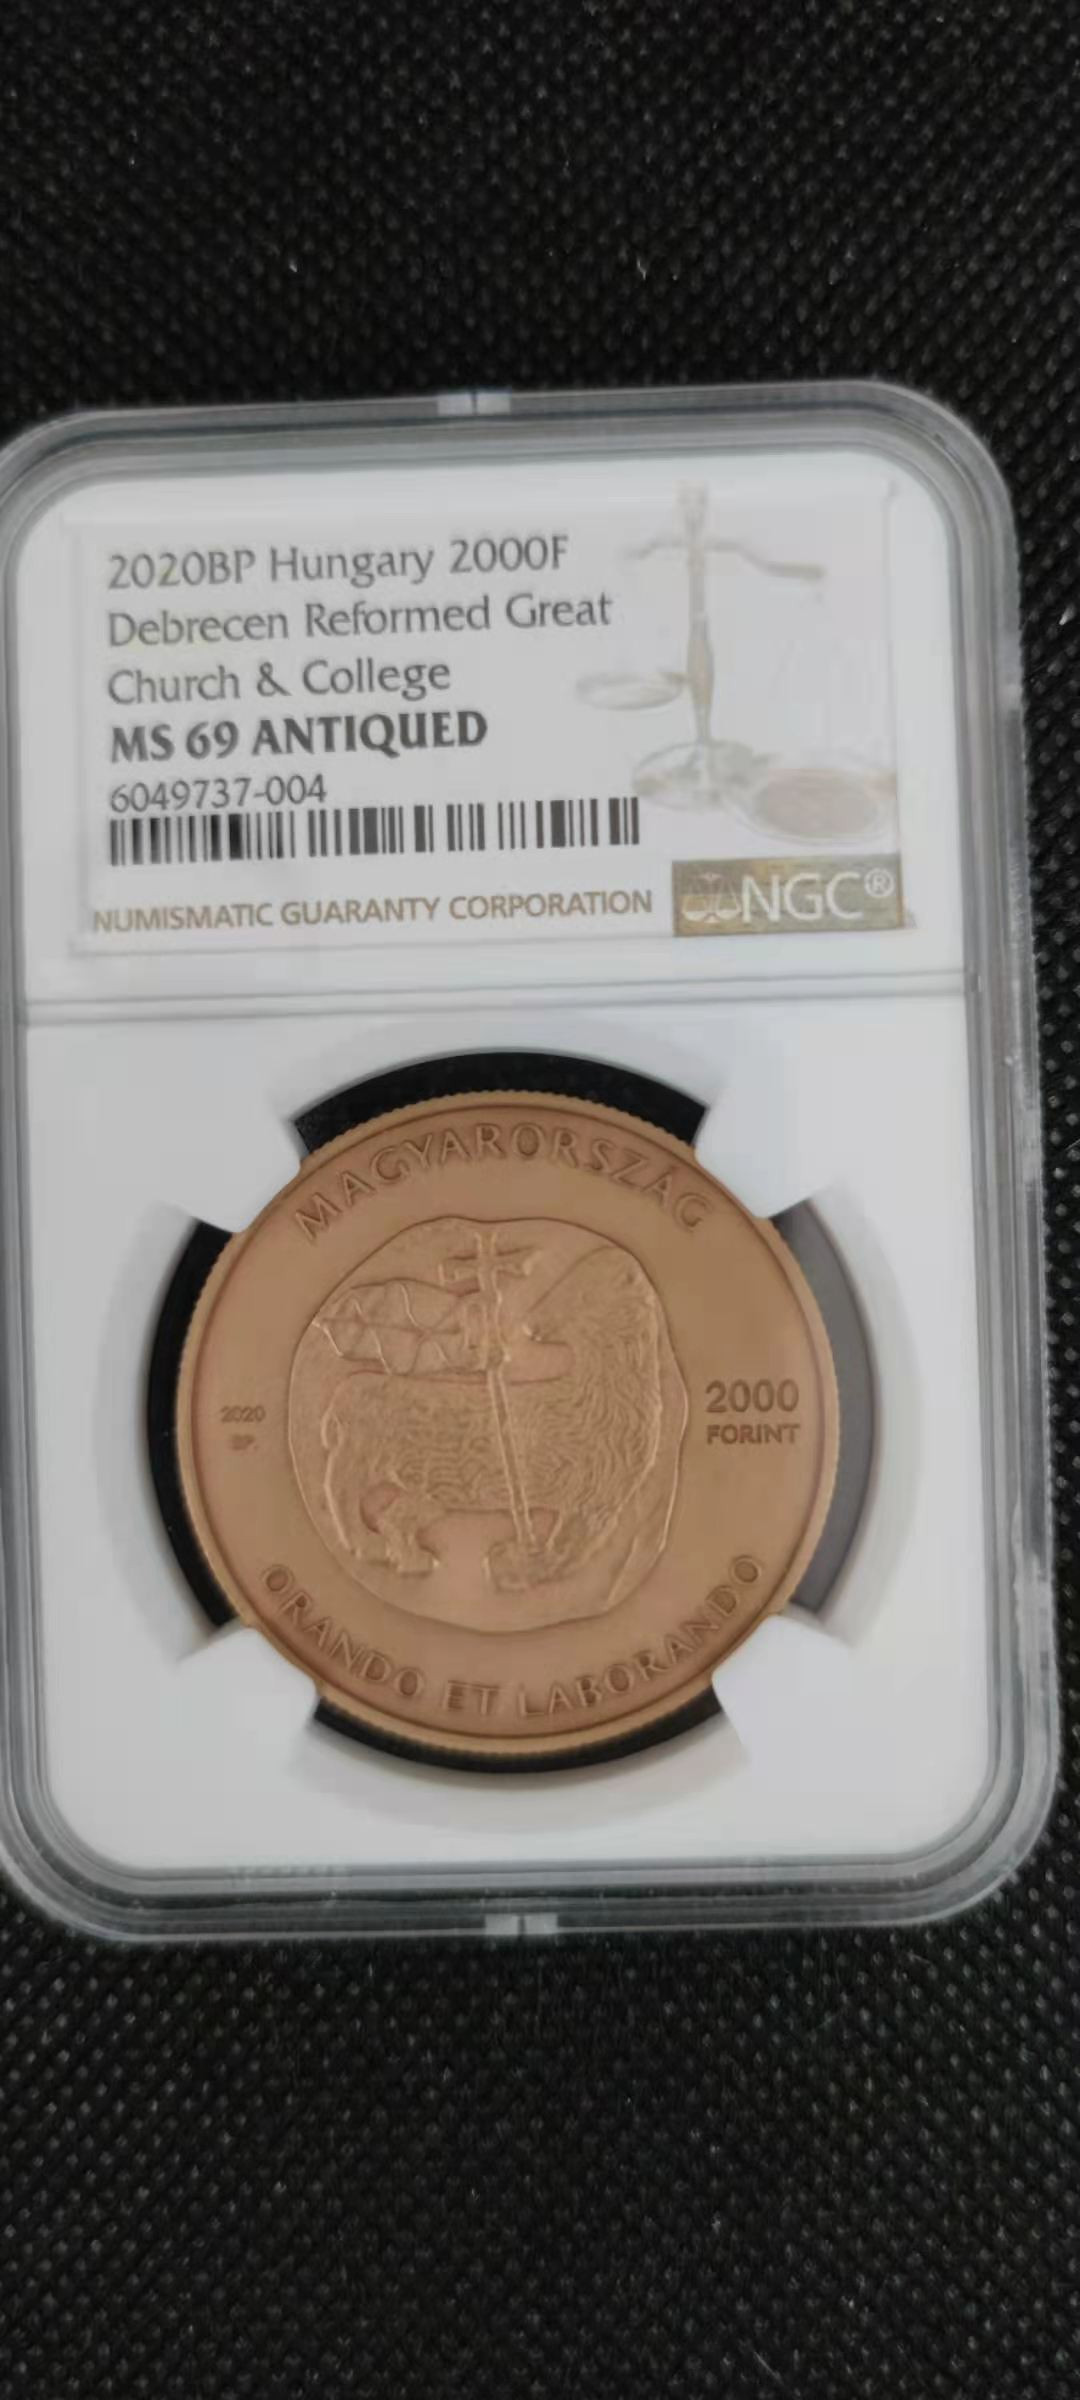 2020BP Hungary 2000F
Debrecen Reformed Great
Church & College
MS 69 ANTIQUED
6049737-004
NUMISMATIC GUARANTY CORPORATION
NGC®
MAGYARORSZÁG
2020
BP.
2000
FORINT
ORANDO ET LABORANDO